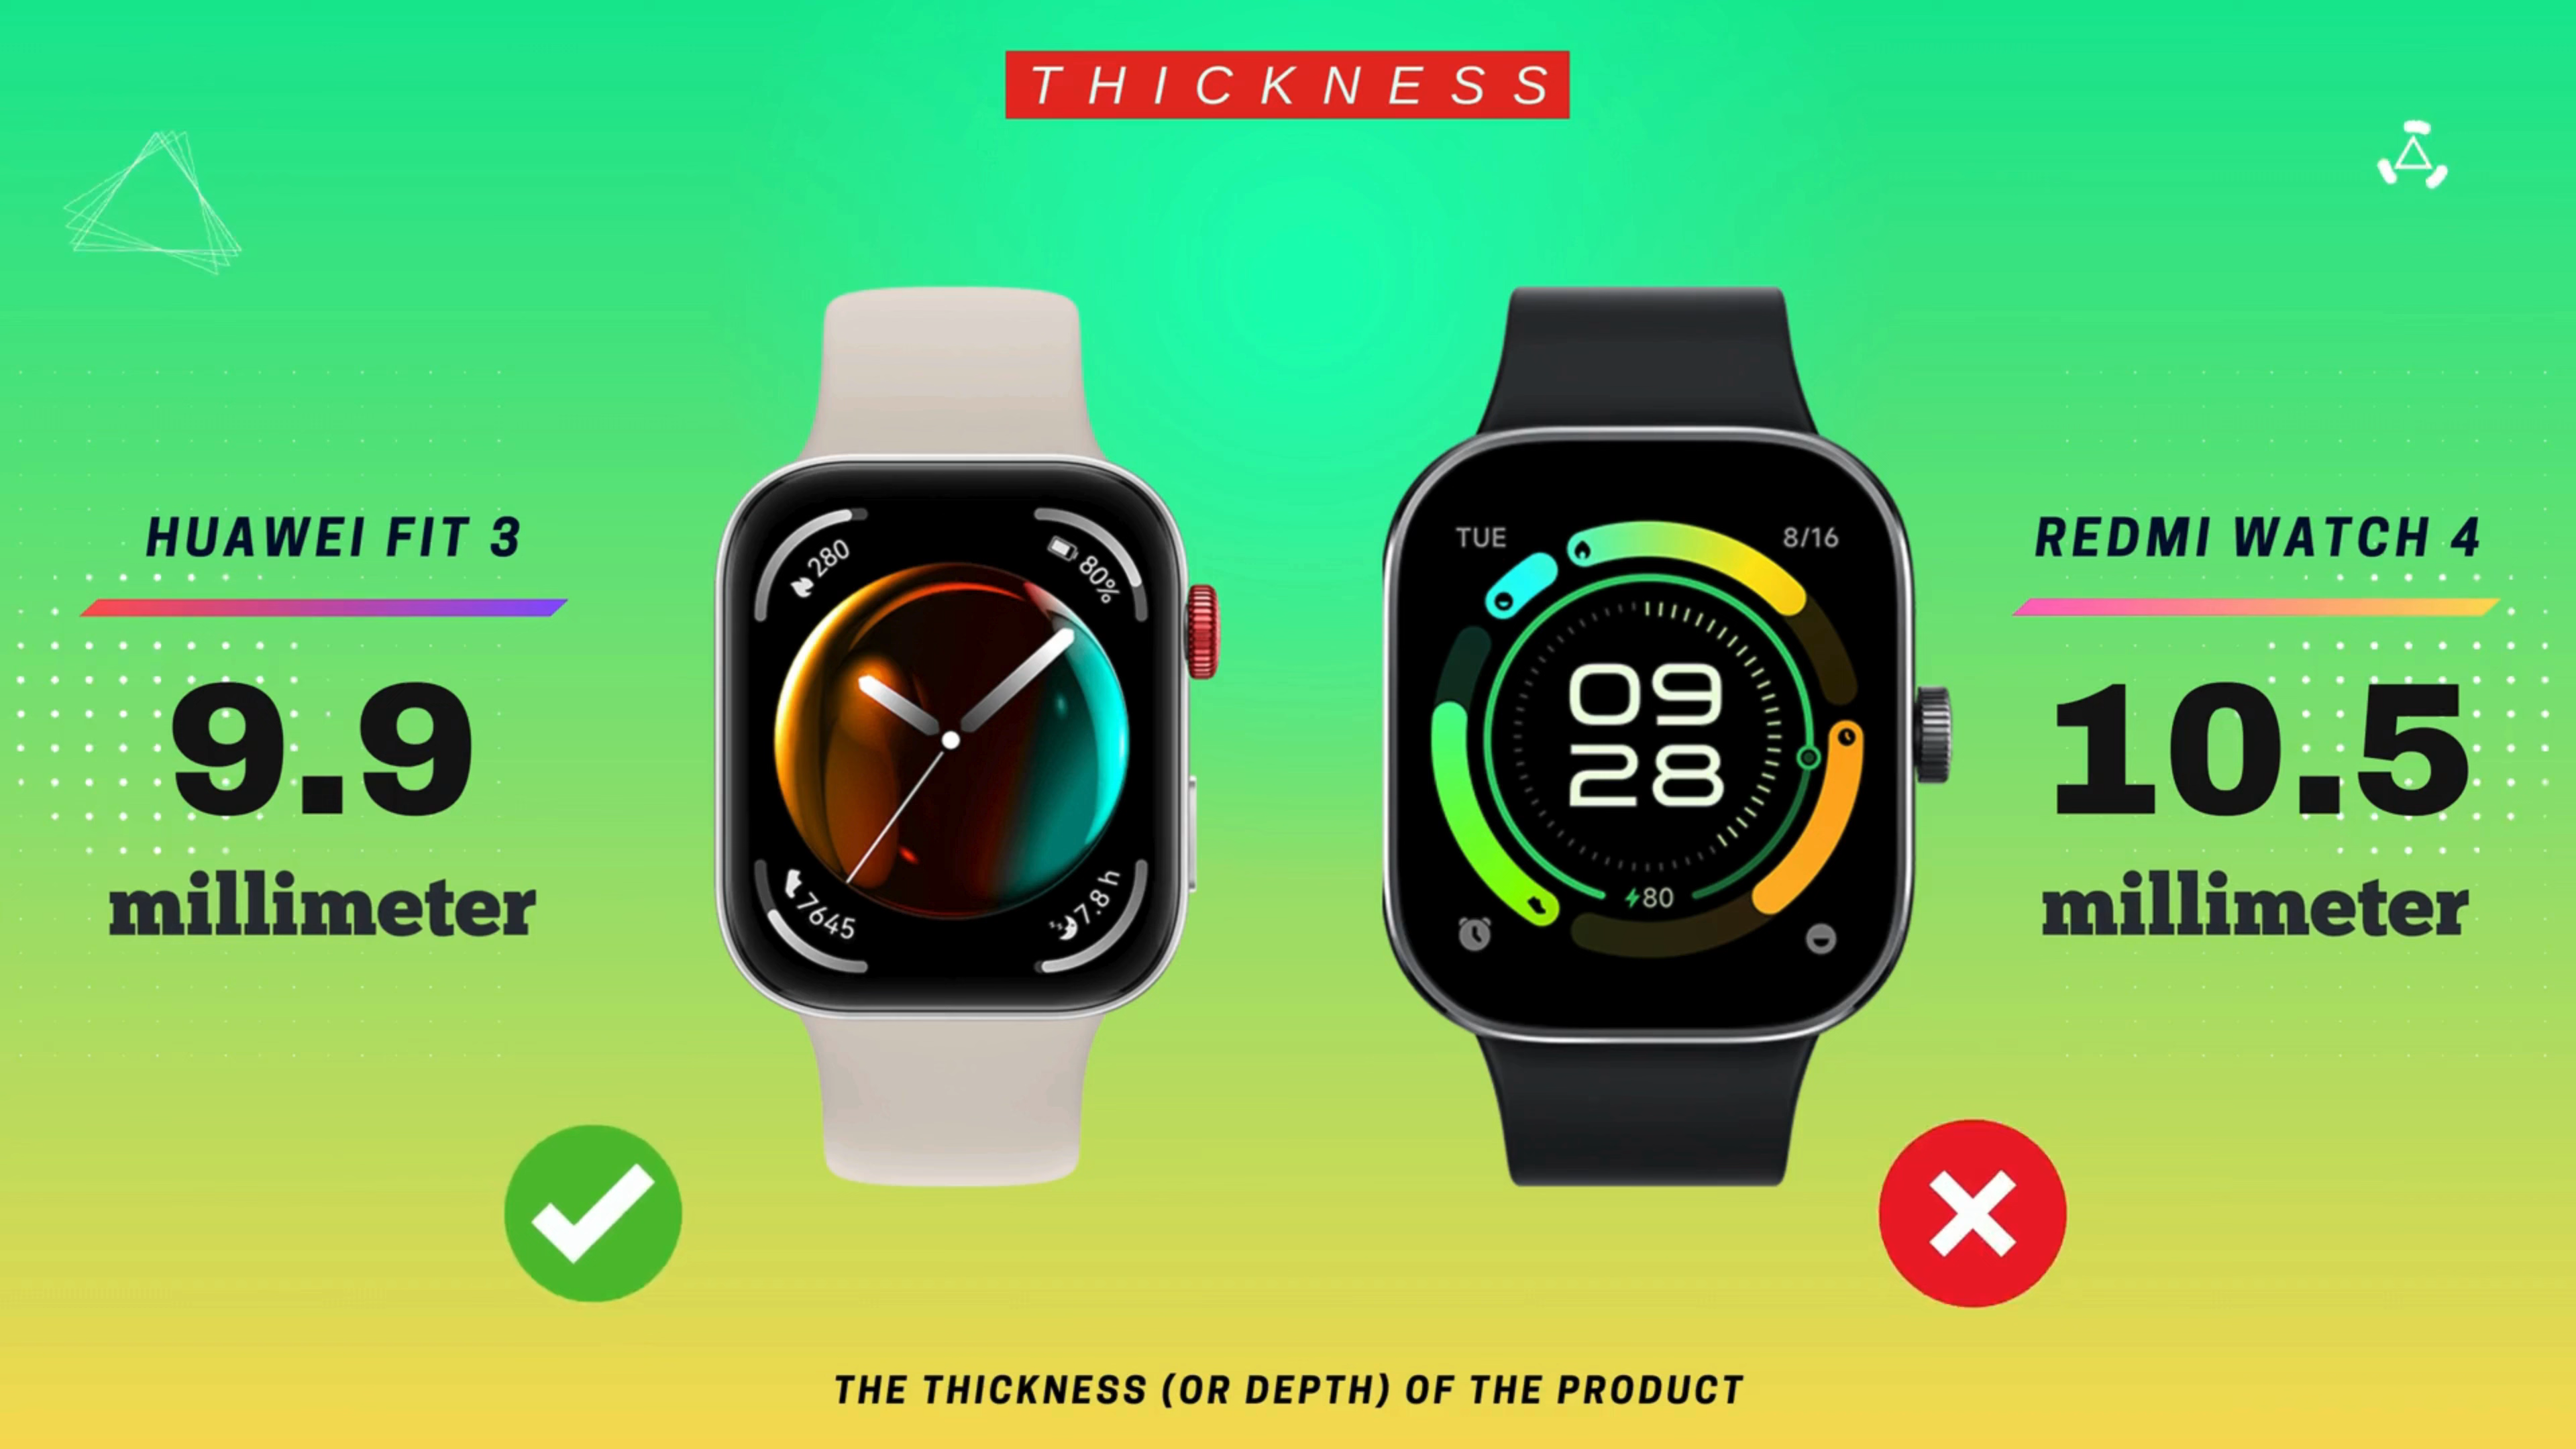 THICKNESS
HUAWEI FIT 3
9.9
millimeter
280
80%
7645
7.8 h
TUE
8/16
09
28
80
REDMI WATCH 4
10.5
millimeter
THE THICKNESS (OR DEPTH) OF THE PRODUCT